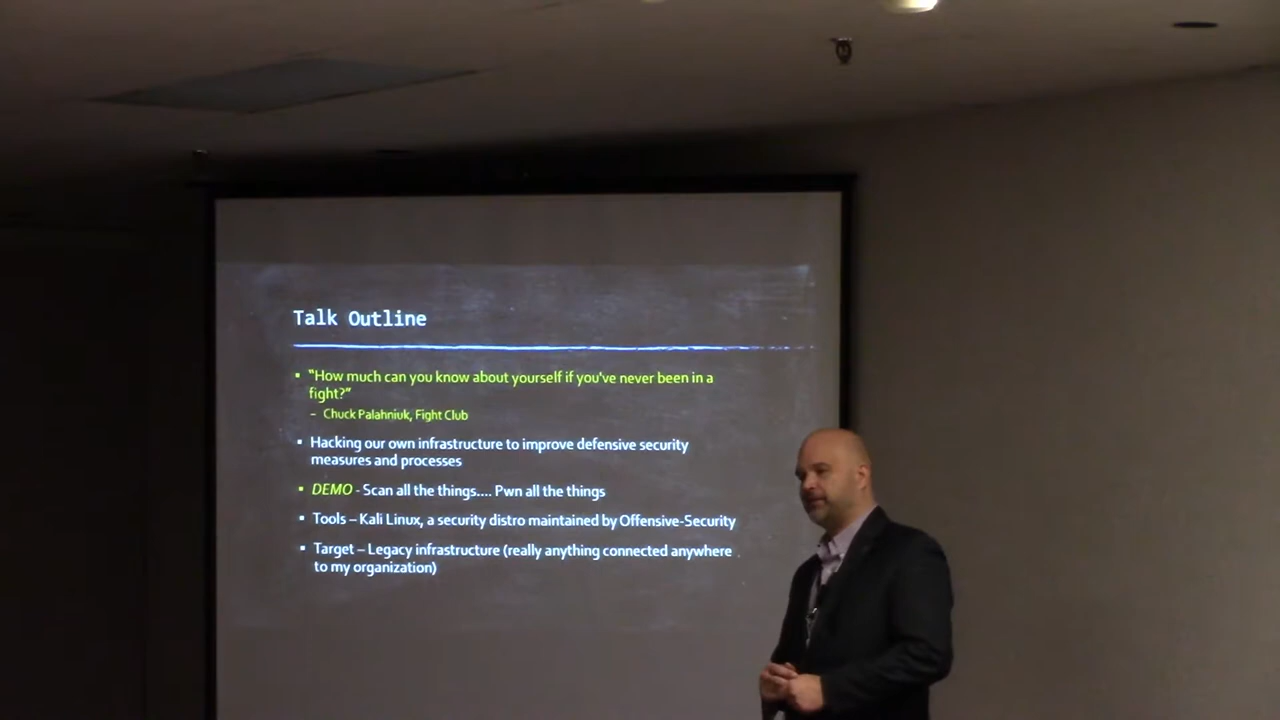 Talk Outline
▪ "How much can you know about yourself if you've never been in a
fight?"
– Chuck Palahniuk, Fight Club
▪ Hacking our own infrastructure to improve defensive security
measures and processes
▪ DEMO - Scan all the things.... Pwn all the things
▪ Tools – Kali Linux, a security distro maintained by Offensive-Security
▪ Target – Legacy infrastructure (really anything connected anywhere
to my organization)